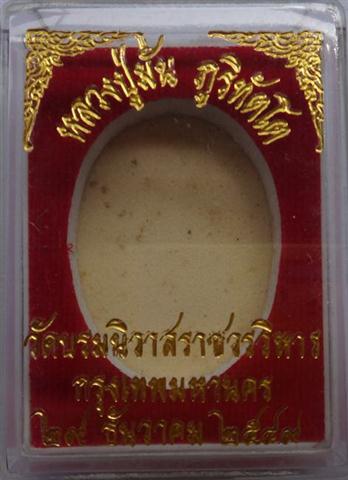 หลวงปู่มั่น ภูริทัตโต
วัดบรมนิวาสราชวรวิหาร
กรุงเทพมหานคร
๒๙ ธันวาคม ๒๕๔๙